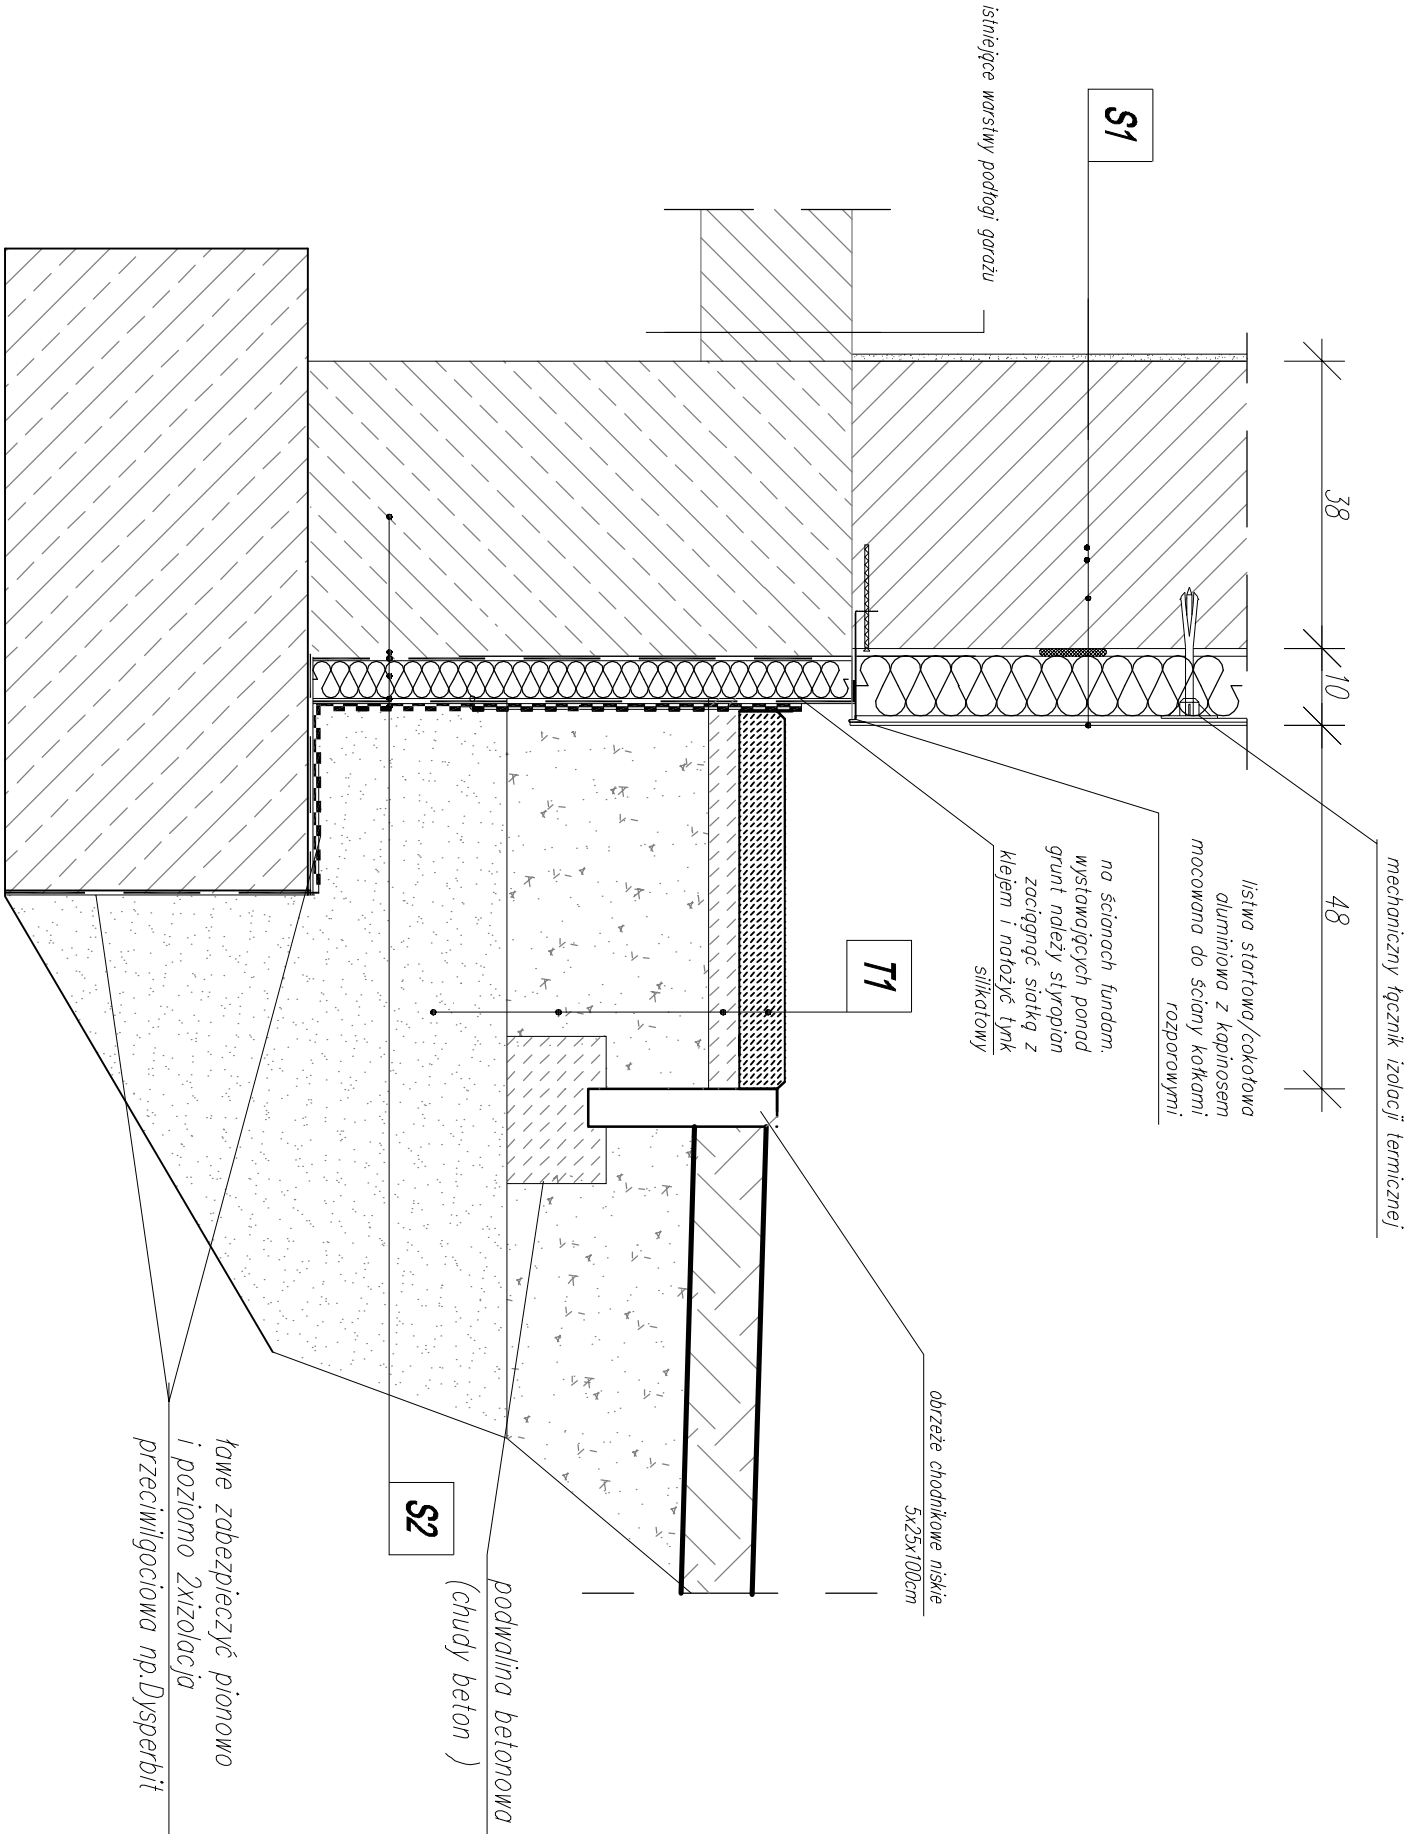 mechaniczny łącznik izolacji termicznej
38
10
48
listwa startowa/cokołowa
aluminiowa z kapinosem
mocowana do ściany kołkami
rozporowymi
S1
na ścianach fundam.
wystawających ponad
grunt należy styropian
zaciągnąć siatką z
klejem i nałożyć tynk
silikatowy
istniejące warstwy podłogi garażu
T1
obrzeże chodnikowe niskie
5x25x100cm
podwalina betonowa
(chudy beton )
S2
ławe zabezpieczyć pionowo
i poziomo 2xizolacja
przeciwilgociowa np.Dysperbit